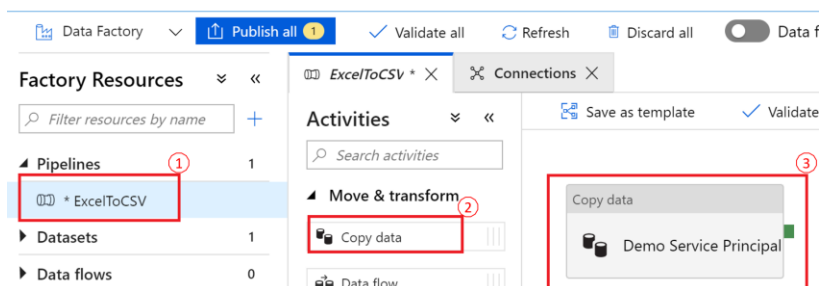 Data Factory
Publish all 1
Validate all
Refresh
Discard all
Data f
Factory Resources
Filter resources by name
Pipelines 1
1
* ExcelToCSV
Datasets 1
Data flows 0
ExcelToCSV *
Connections
Activities
Search activities
Move & transform
2
Copy data
Data flow
Save as template
Validate
3
Copy data
Demo Service Principal